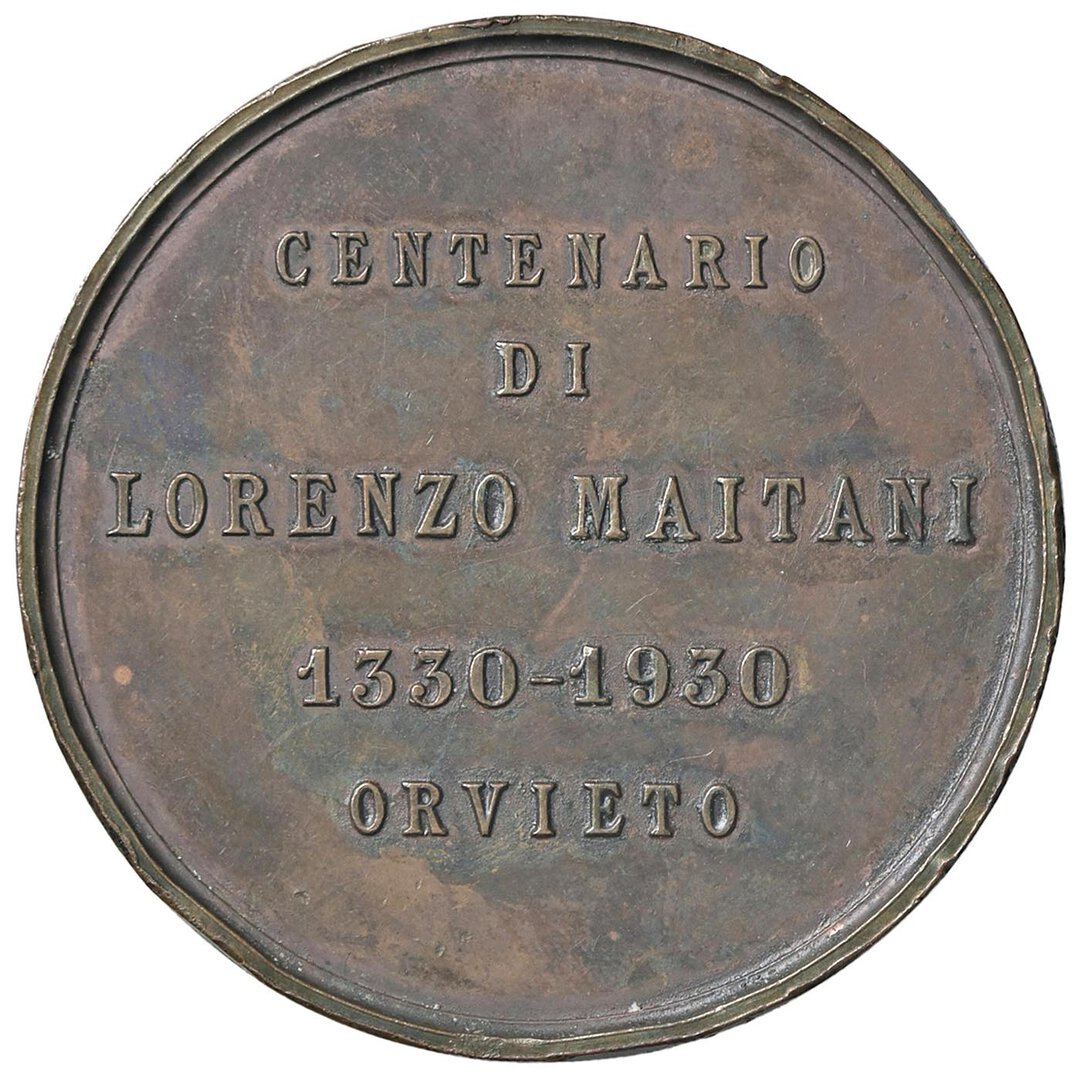 CENTENARIO
DI
LORENZO MAITANI
1330-1930
ORVIETO